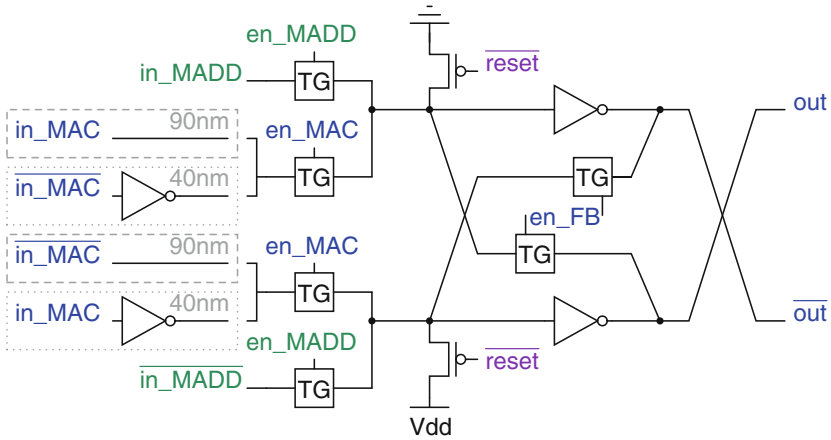 en_MADD
in_MADD
TG
reset
90nm
in_MAC
en_MAC
out
in_MAC
40nm
TG
TG
en_FB
in_MAC
90nm
en_MAC
TG
in_MAC
40nm
TG
out
en_MADD
reset
in_MADD
TG
Vdd